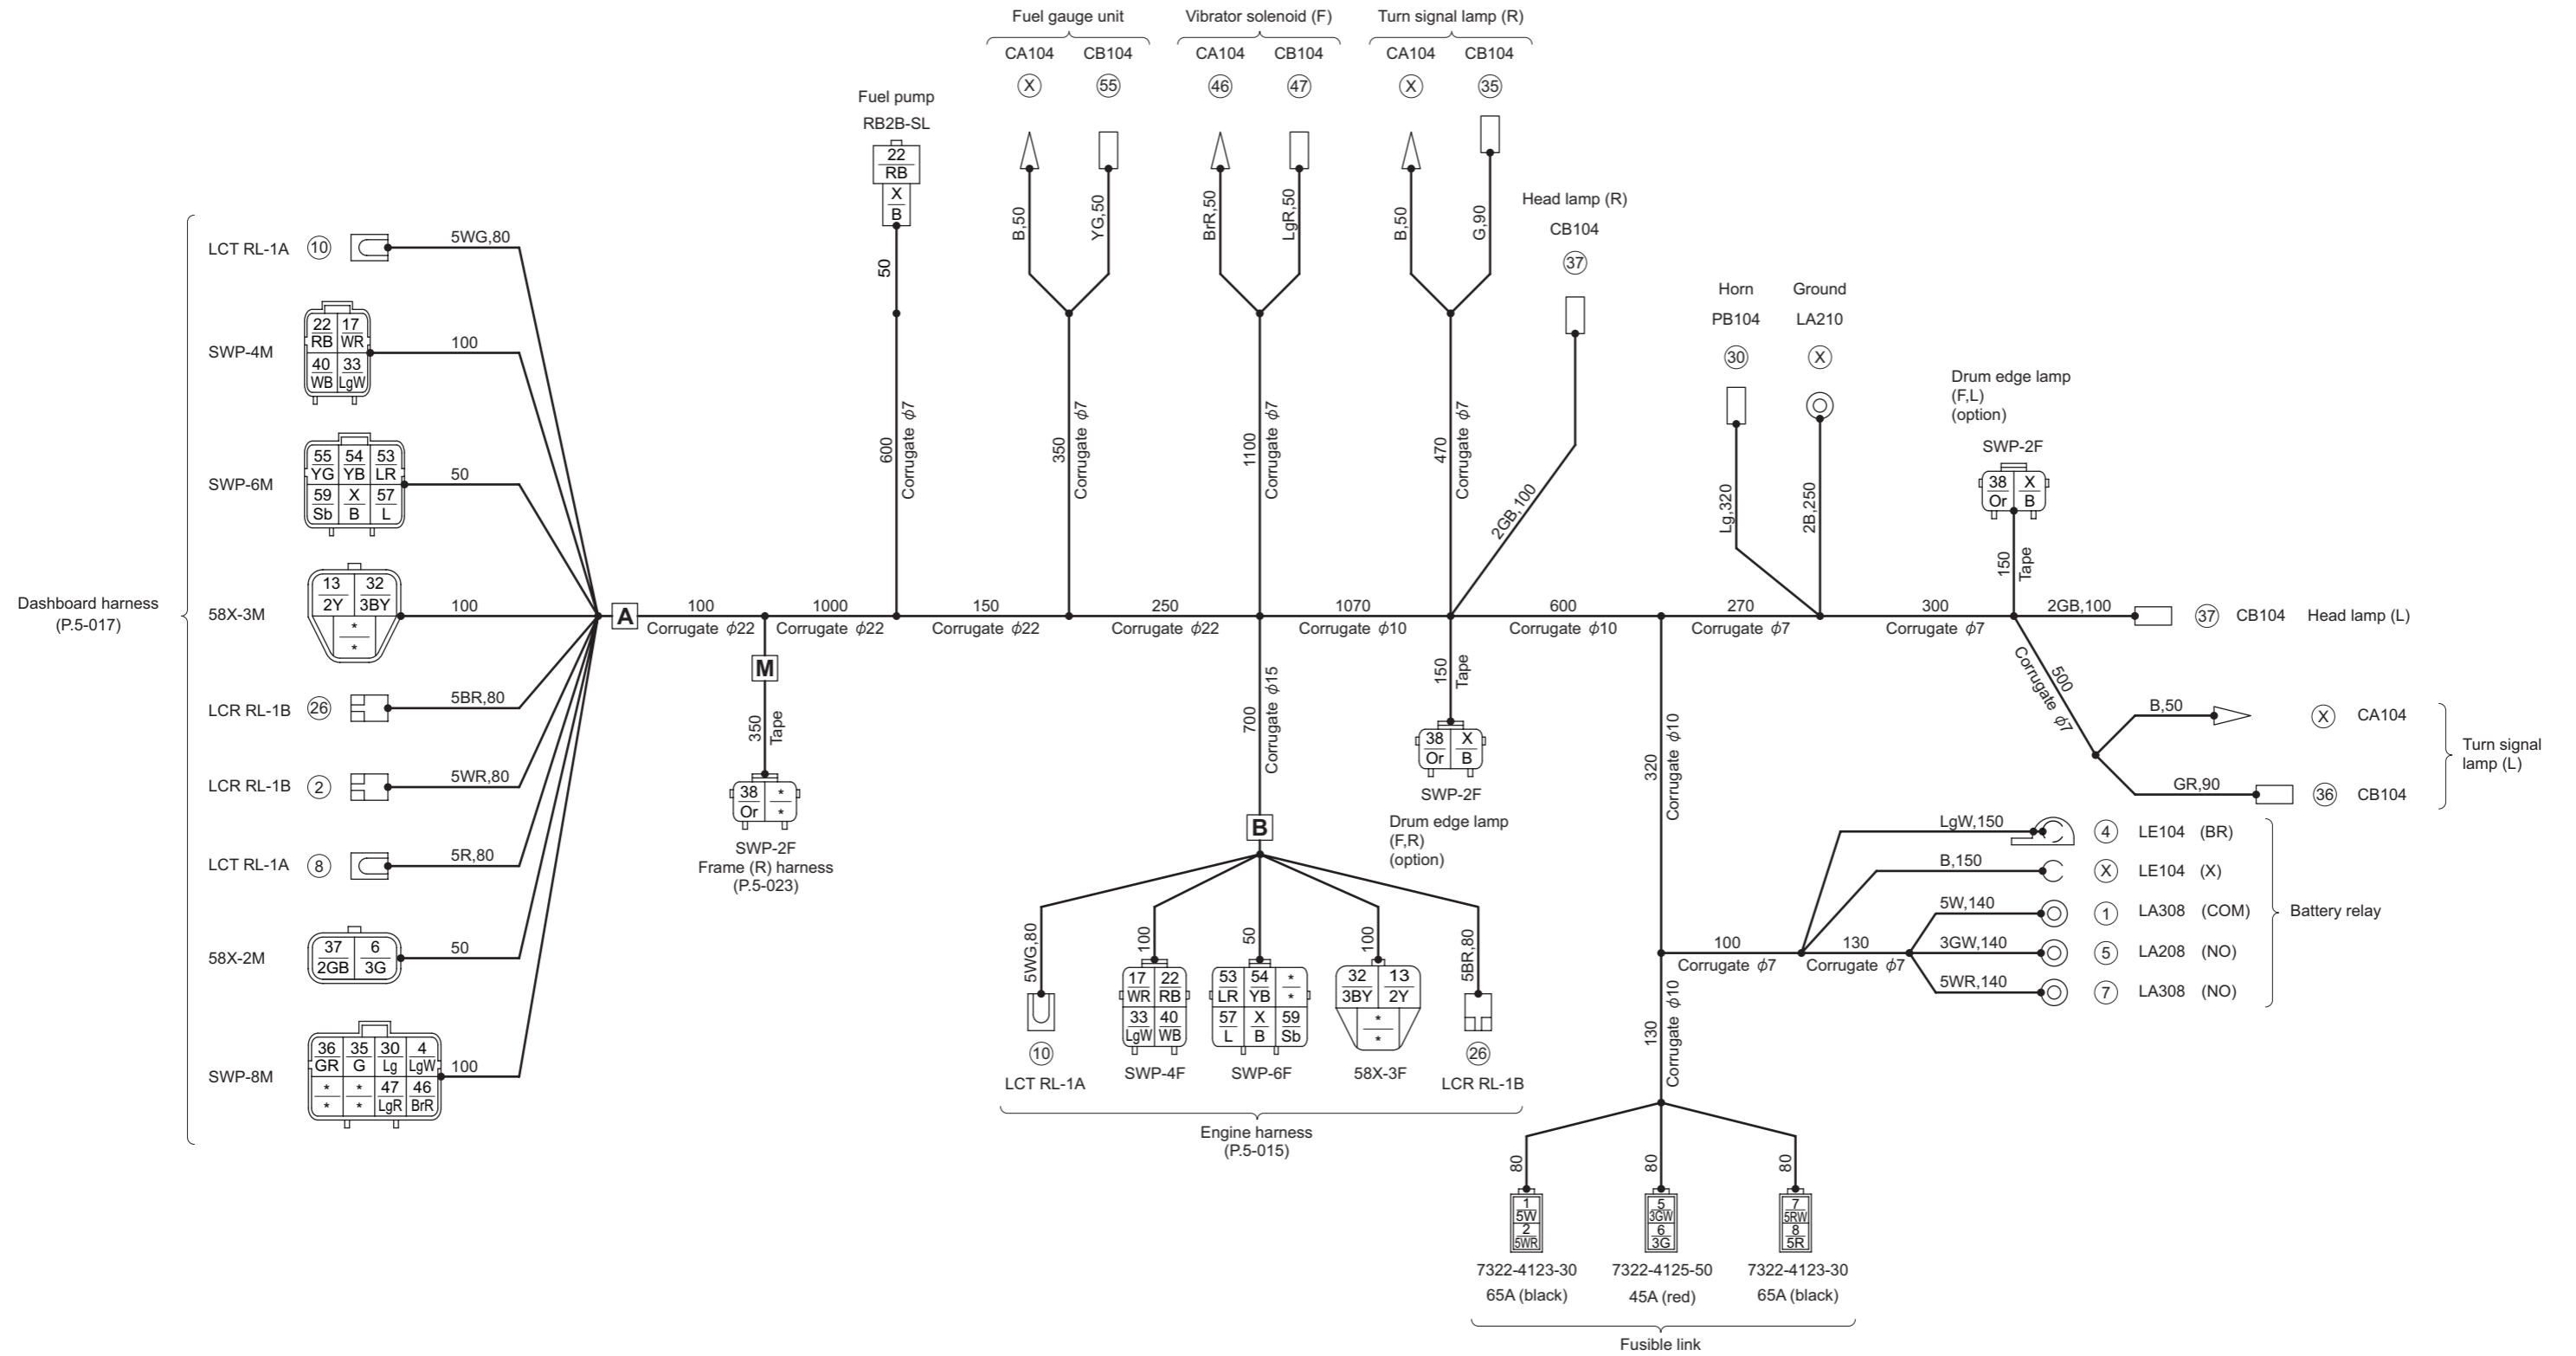 Fuel gauge unit
CA104 CB104
X 55
B,50
YG,50
350
Corrugate φ7
Vibrator solenoid (F)
CA104 CB104
46 47
BrR,50
LgR,50
1100
Corrugate φ7
Turn signal lamp (R)
CA104 CB104
X 35
B,50
G,90
470
Corrugate φ7
Fuel pump
RB2B-SL
22
RB
X
B
50
600
Corrugate φ7
Head lamp (R)
CB104
37
2GB,100
Horn
PB104
30
Lg,320
Ground
LA210
X
2B,250
Drum edge lamp
(F,L)
(option)
SWP-2F
38 X
Or B
150
Tape
Dashboard harness
(P.5-017)
LCT RL-1A 10 5WG,80
SWP-4M
22 17
RB WR
40 33
WB LgW
100
SWP-6M
55 54 53
YG YB LR
59 X 57
Sb B L
50
58X-3M
13 32
2Y 3BY
*
*
100
LCR RL-1B 26 5BR,80
LCR RL-1B 2 5WR,80
LCT RL-1A 8 5R,80
58X-2M
37 6
2GB 3G
50
SWP-8M
36 35 30 4
GR G Lg LgW
* * 47 46
* * LgR BrR
100
A
100
Corrugate φ22
1000
Corrugate φ22
150
Corrugate φ22
250
Corrugate φ22
1070
Corrugate φ10
600
Corrugate φ10
270
Corrugate φ7
300
Corrugate φ7
2GB,100 37 CB104 Head lamp (L)
M
350
Tape
38 *
Or *
SWP-2F
Frame (R) harness
(P.5-023)
700
Corrugate φ15
B
5WG,80
10
LCT RL-1A
100
17 22
WR RB
33 40
LgW WB
SWP-4F
50
53 54 *
LR YB *
57 X 59
L B Sb
SWP-6F
100
32 13
3BY 2Y
*
*
58X-3F
5BR,80
26
LCR RL-1B
Engine harness
(P.5-015)
150
Tape
38 X
Or B
SWP-2F
Drum edge lamp
(F,R)
(option)
500
Corrugate φ7
B,50 X CA104
GR,90 36 CB104
Turn signal
lamp (L)
320
Corrugate φ10
100
Corrugate φ7
130
Corrugate φ7
LgW,150 4 LE104 (BR)
B,150 X LE104 (X)
5W,140 1 LA308 (COM)
3GW,140 5 LA208 (NO)
5WR,140 7 LA308 (NO)
Battery relay
130
Corrugate φ10
80
1
5W
2
5WR
7322-4123-30
65A (black)
80
5
3GW
6
3G
7322-4125-50
45A (red)
80
7
5RW
8
5R
7322-4123-30
65A (black)
Fusible link